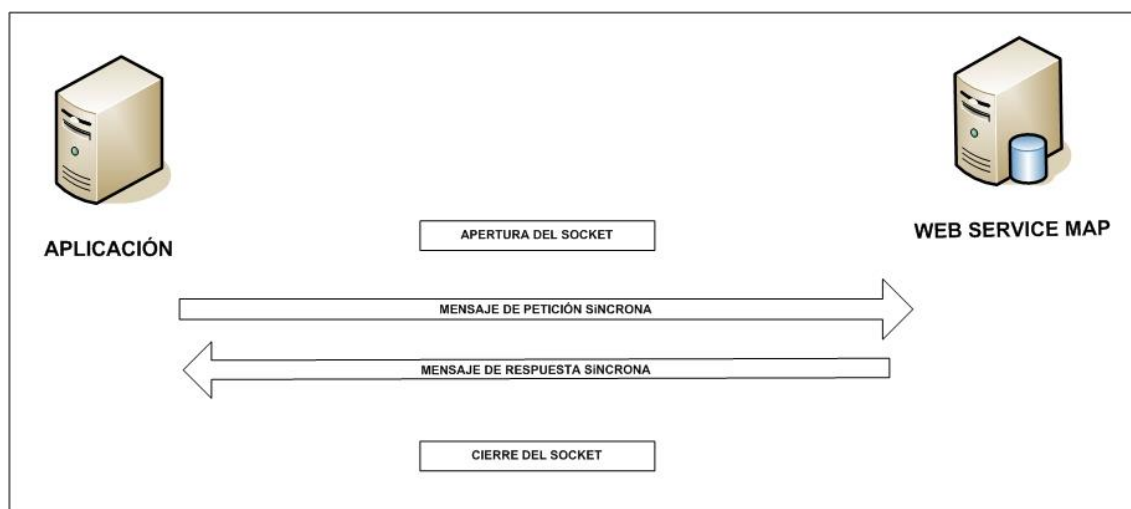 APLICACIÓN
WEB SERVICE MAP
APERTURA DEL SOCKET
MENSAJE DE PETICIÓN SíNCRONA
MENSAJE DE RESPUESTA SíNCRONA
CIERRE DEL SOCKET